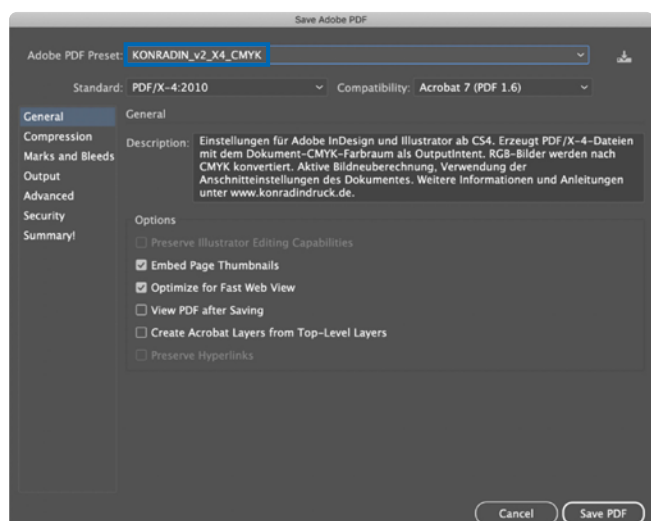 Save Adobe PDF
Adobe PDF Preset: KONRADIN_v2_X4_CMYK
Standard: PDF/X-4:2010 Compatibility: Acrobat 7 (PDF 1.6)
General
Compression
Marks and Bleeds
Output
Advanced
Security
Summary!
General
Description: Einstellungen für Adobe InDesign und Illustrator ab CS4. Erzeugt PDF/X-4-Dateien
mit dem Dokument-CMYK-Farbraum als OutputIntent. RGB-Bilder werden nach
CMYK konvertiert. Aktive Bildneuberechnung, Verwendung der
Anschnitteinstellungen des Dokumentes. Weitere Informationen und Anleitungen
unter www.konradindruck.de.
Options
Preserve Illustrator Editing Capabilities
Embed Page Thumbnails
Optimize for Fast Web View
View PDF after Saving
Create Acrobat Layers from Top-Level Layers
Preserve Hyperlinks
Cancel Save PDF